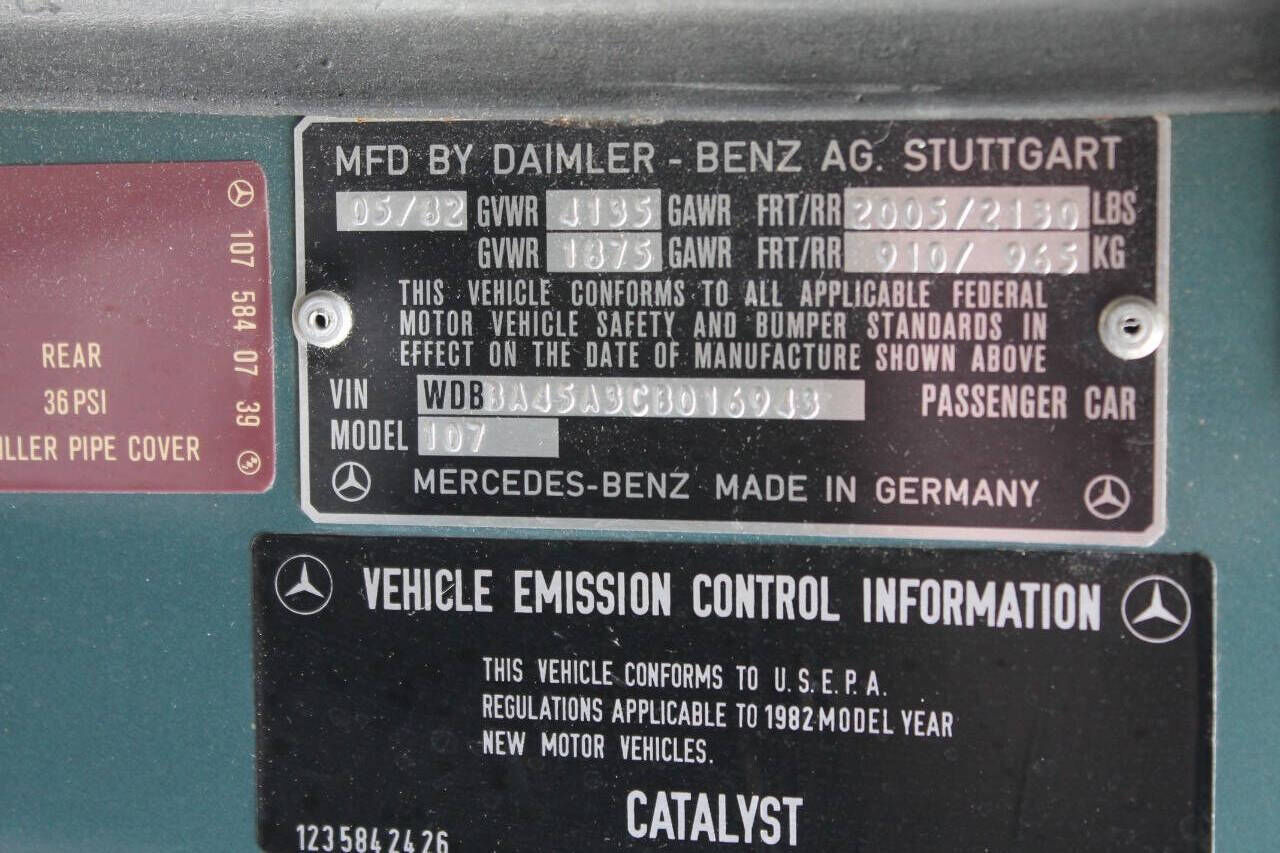 MFD BY DAIMLER - BENZ AG. STUTTGART
05/82 GVWR 4135 GAWR FRT/RR 2005/2130 LBS
GVWR 1875 GAWR FRT/RR 910/ 965 KG
THIS VEHICLE CONFORMS TO ALL APPLICABLE FEDERAL
MOTOR VEHICLE SAFETY AND BUMPER STANDARDS IN
EFFECT ON THE DATE OF MANUFACTURE SHOWN ABOVE
VIN WDBBA45A3CB016943 PASSENGER CAR
MODEL 107
MERCEDES-BENZ MADE IN GERMANY
107 584 07 39
REAR
36 PSI
ILLER PIPE COVER
VEHICLE EMISSION CONTROL INFORMATION
THIS VEHICLE CONFORMS TO U.S.E.P.A.
REGULATIONS APPLICABLE TO 1982 MODEL YEAR
NEW MOTOR VEHICLES.
CATALYST
123 584 24 26